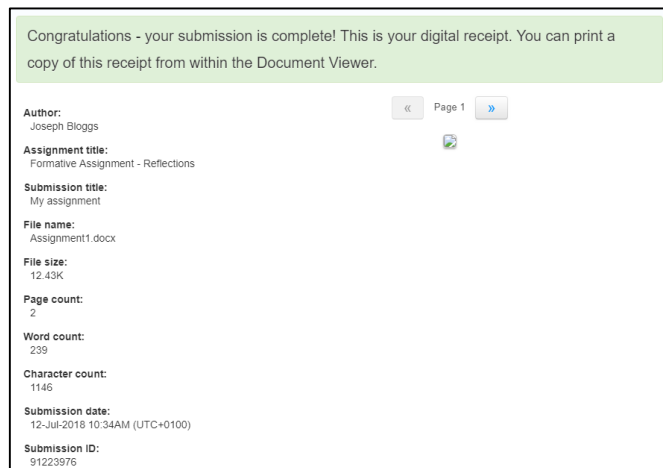 Congratulations - your submission is complete! This is your digital receipt. You can print a
copy of this receipt from within the Document Viewer.
« Page 1 »
Author:
Joseph Bloggs
Assignment title:
Formative Assignment - Reflections
Submission title:
My assignment
File name:
Assignment1.docx
File size:
12.43K
Page count:
2
Word count:
239
Character count:
1146
Submission date:
12-Jul-2018 10:34AM (UTC+0100)
Submission ID:
91223976